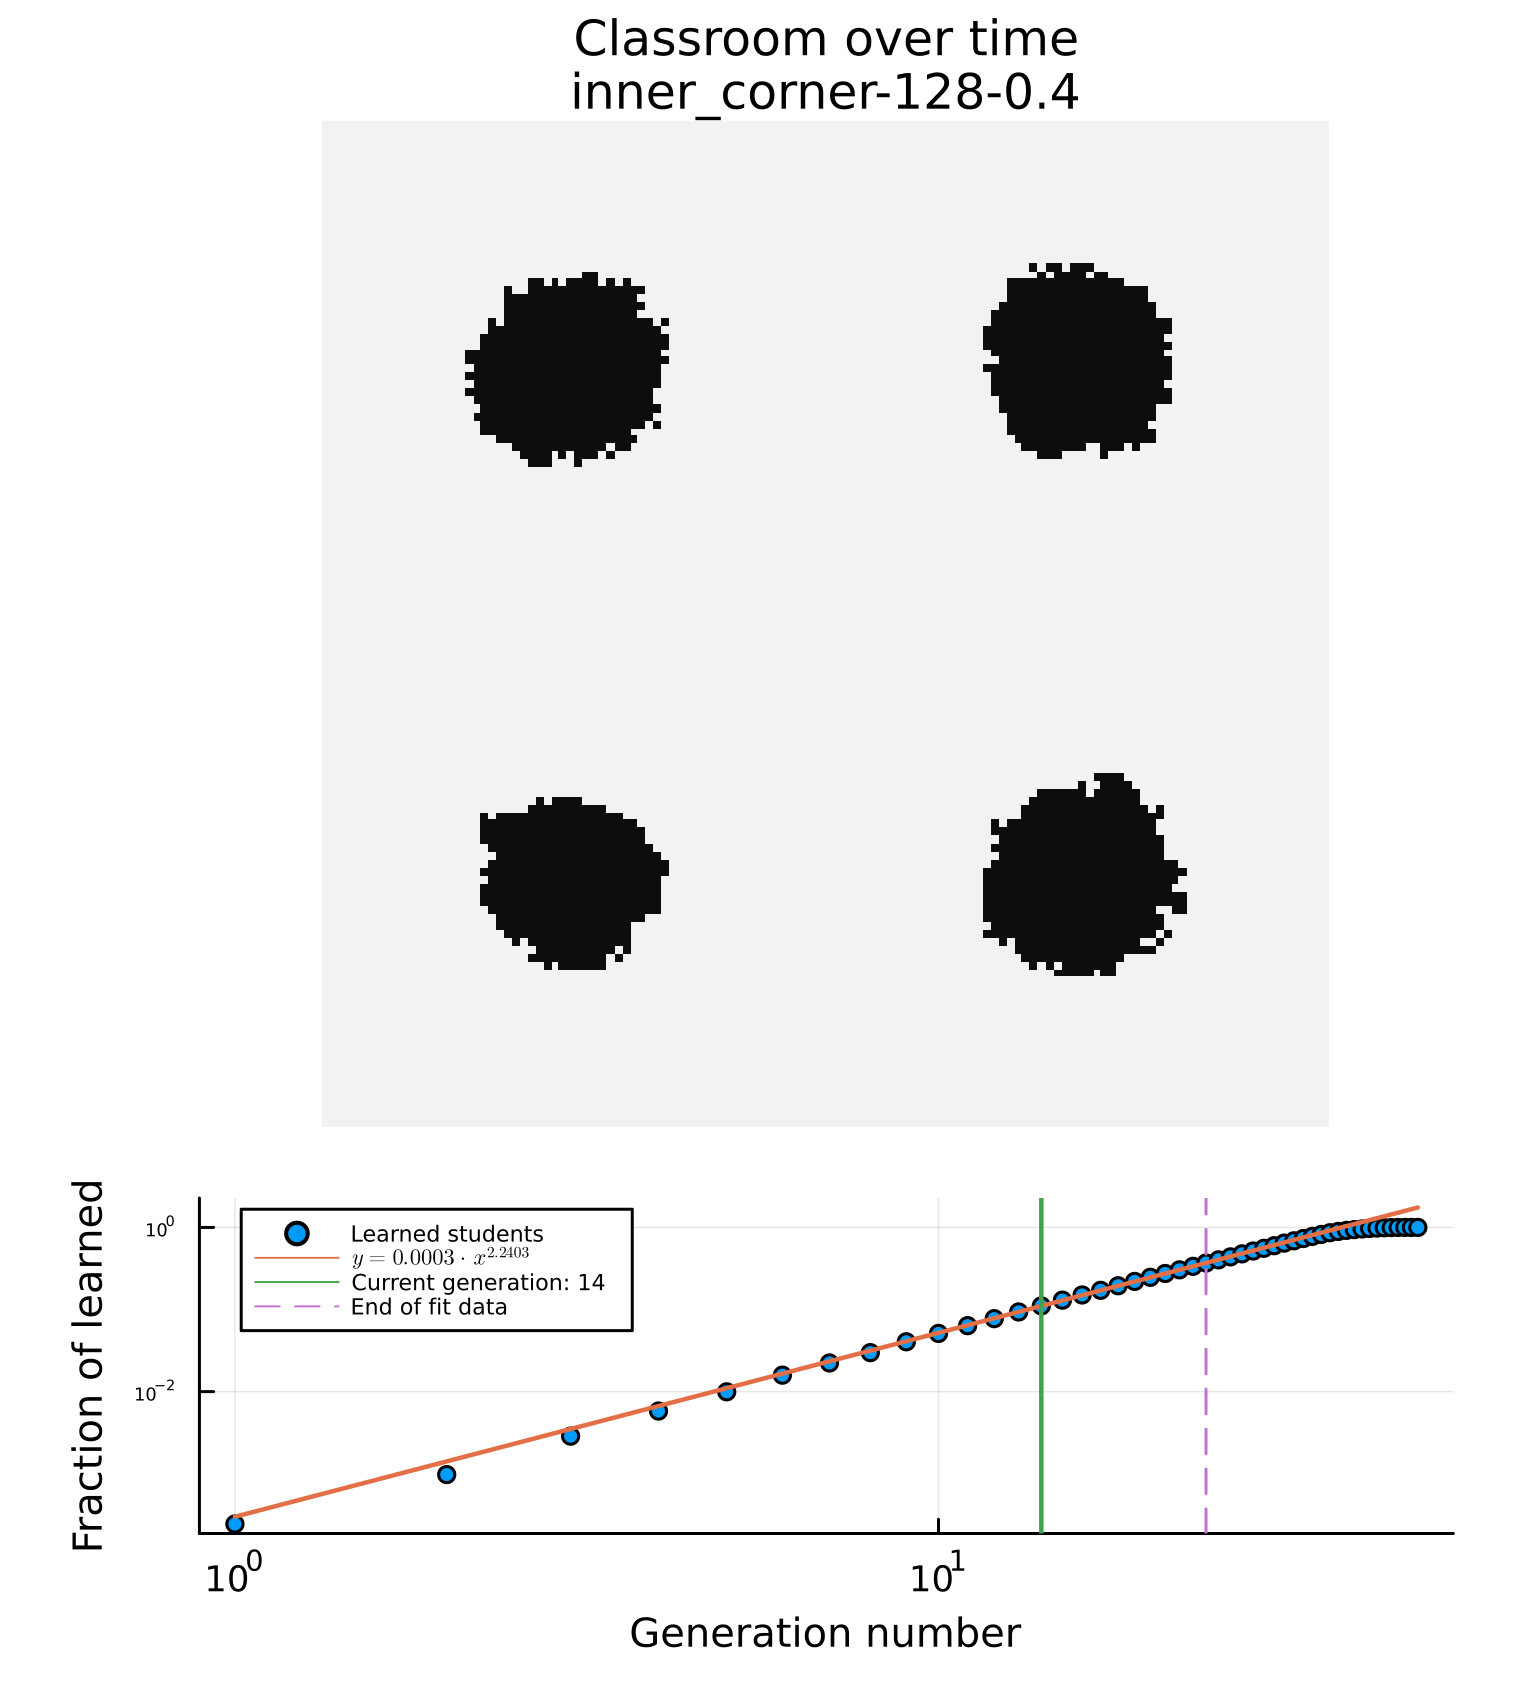 Classroom over time
inner_corner-128-0.4
Fraction of learned
10^0
10^-2
Learned students
y = 0.0003 · x^2.2403
Current generation: 14
End of fit data
10^0
10^1
Generation number